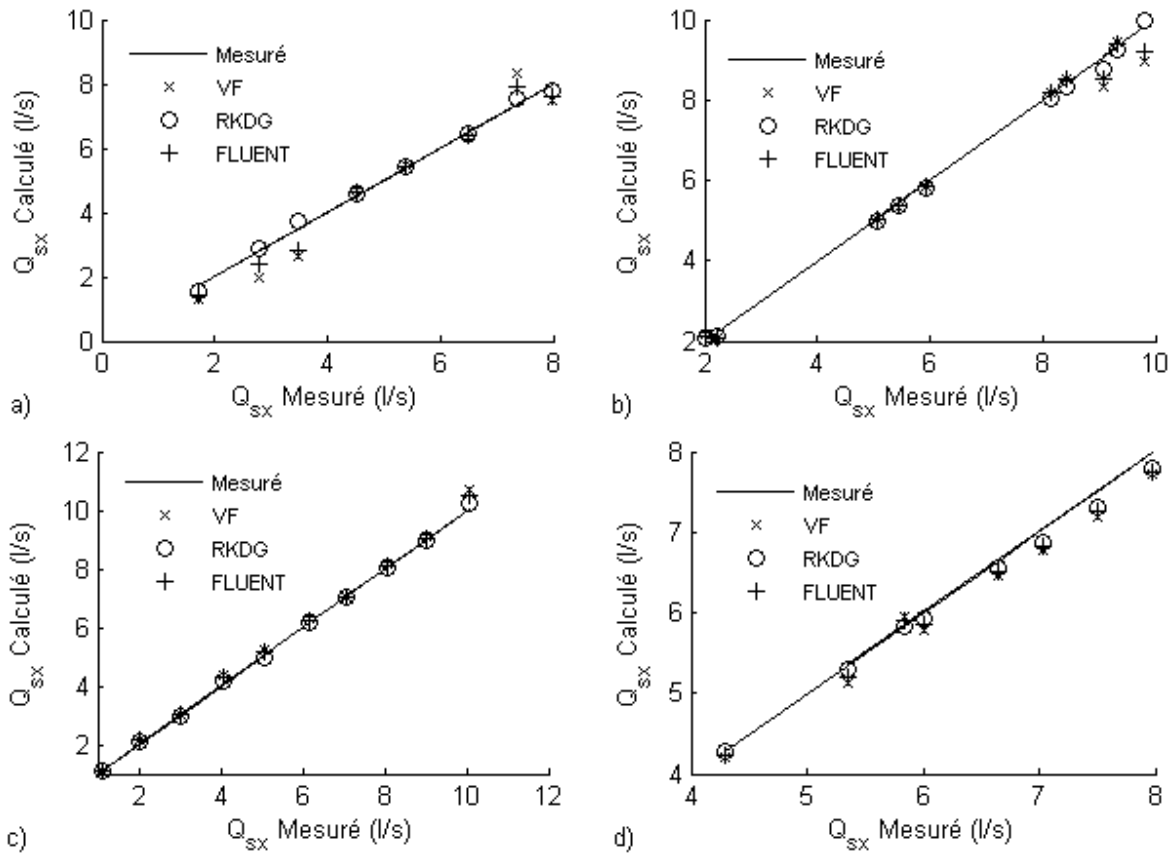 10
8
6
4
2
0
Q_sx Calculé (l/s)
Mesuré
VF
RKDG
FLUENT
0 2 4 6 8
Q_sx Mesuré (l/s)
a)
10
8
6
4
2
Q_sx Calculé (l/s)
Mesuré
VF
RKDG
FLUENT
2 4 6 8 10
Q_sx Mesuré (l/s)
b)
12
10
8
6
4
2
Q_sx Calculé (l/s)
Mesuré
VF
RKDG
FLUENT
2 4 6 8 10 12
Q_sx Mesuré (l/s)
c)
8
7
6
5
4
Q_sx Calculé (l/s)
Mesuré
VF
RKDG
FLUENT
4 5 6 7 8
Q_sx Mesuré (l/s)
d)